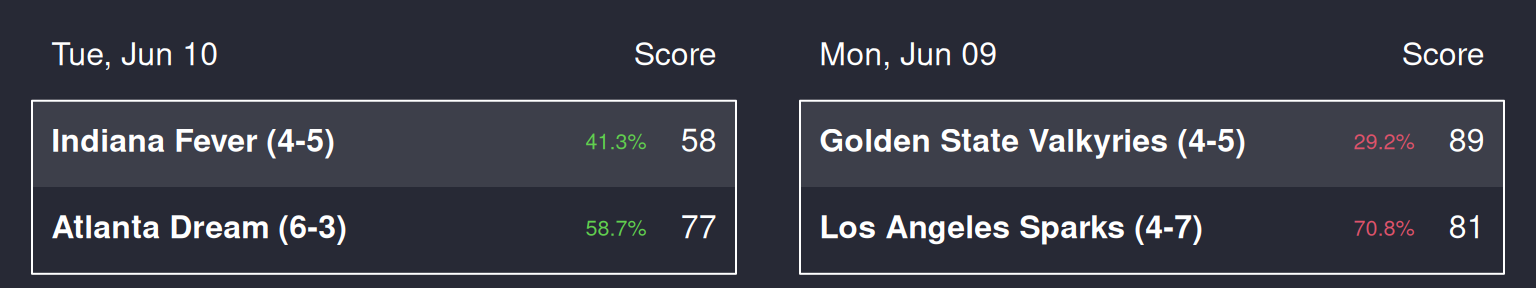 Tue, Jun 10 Score
Indiana Fever (4-5) 41.3% 58
Atlanta Dream (6-3) 58.7% 77
Mon, Jun 09 Score
Golden State Valkyries (4-5) 29.2% 89
Los Angeles Sparks (4-7) 70.8% 81